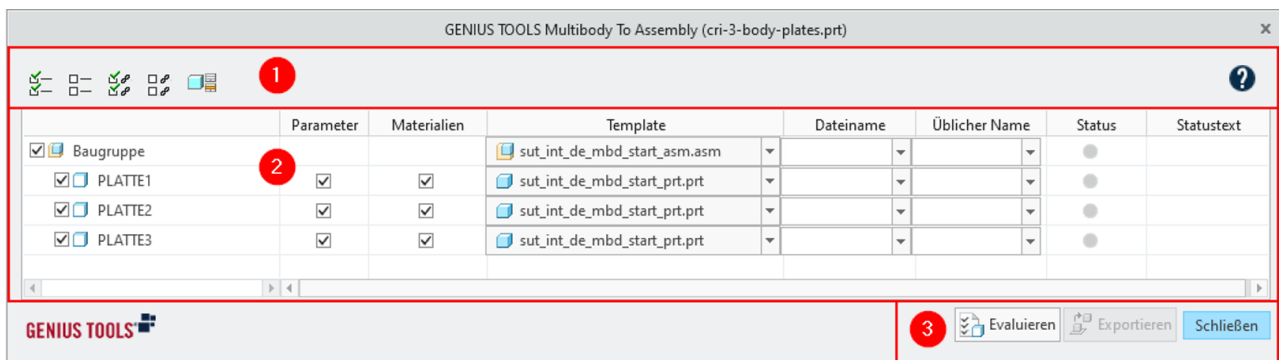 GENIUS TOOLS Multibody To Assembly (cri-3-body-plates.prt) x
1 ?
Parameter Materialien Template Dateiname Üblicher Name Status Statustext
Baugruppe sut_int_de_mbd_start_asm.asm
2
PLATTE1 sut_int_de_mbd_start_prt.prt
PLATTE2 sut_int_de_mbd_start_prt.prt
PLATTE3 sut_int_de_mbd_start_prt.prt
GENIUS TOOLS 3 Evaluieren Exportieren Schließen